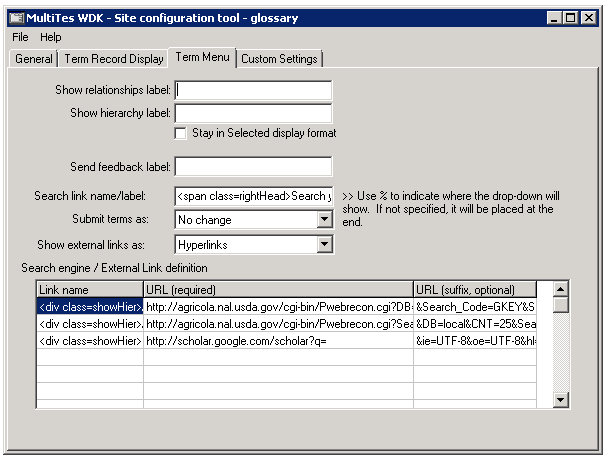 MultiTes WDK - Site configuration tool - glossary
File Help
General Term Record Display Term Menu Custom Settings
Show relationships label:
Show hierarchy label:
Stay in Selected display format
Send feedback label:
Search link name/label: <span class=rightHead>Search y >> Use % to indicate where the drop-down will
Submit terms as: No change show. If not specified, it will be placed at the
end.
Show external links as: Hyperlinks
Search engine / External Link definition
Link name URL (required) URL (suffix, optional)
<div class=showHier> http://agricola.nal.usda.gov/cgi-bin/Pwebrecon.cgi?DB= &Search_Code=GKEY&S
<div class=showHier> http://agricola.nal.usda.gov/cgi-bin/Pwebrecon.cgi?Sea &DB=local&CNT=25&Sea
<div class=showHier> http://scholar.google.com/scholar?q= &ie=UTF-8&oe=UTF-8&hl=